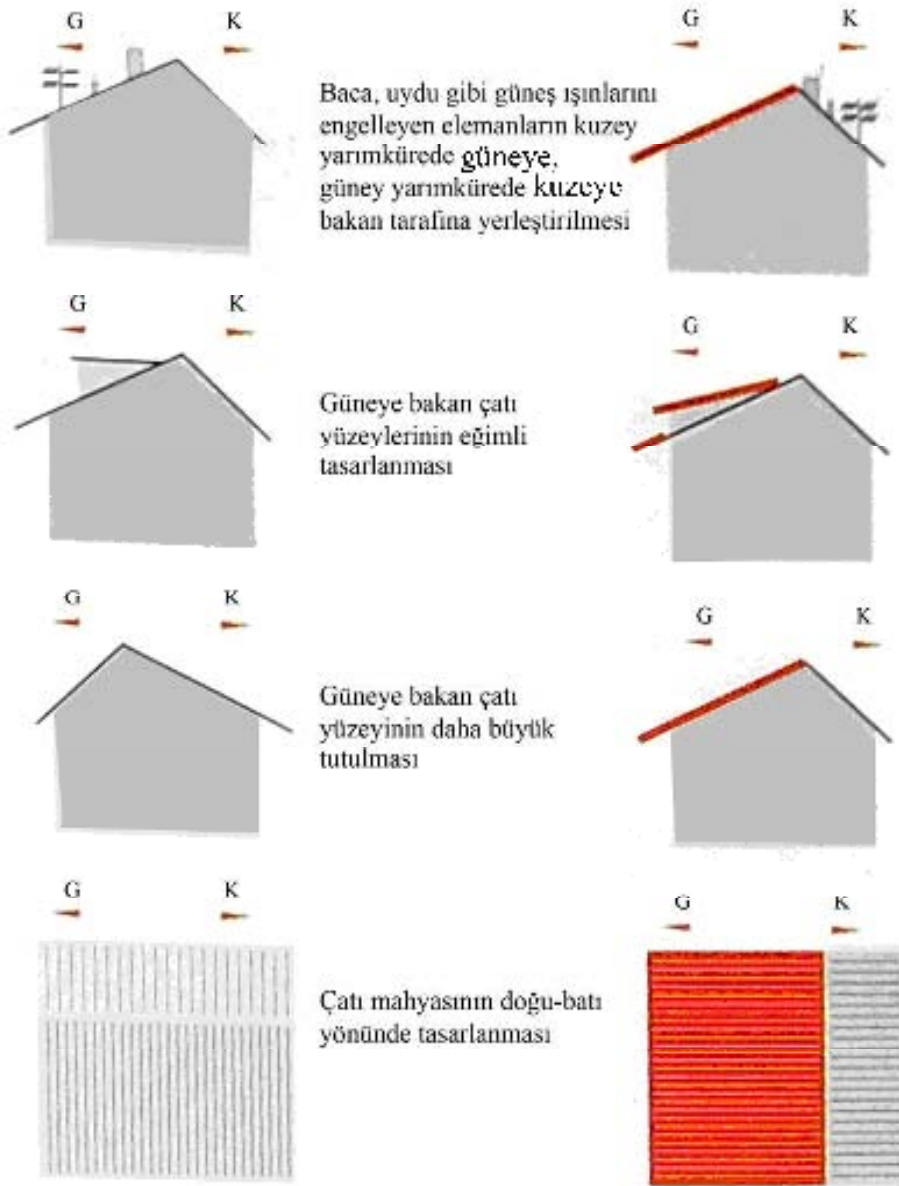 G K
G K
Baca, uydu gibi güneş ışınlarını
engelleyen elemanların kuzey
yarımkürede güneye,
güney yarımkürede kuzeye
bakan tarafına yerleştirilmesi
G K
G K
Güneye bakan çatı
yüzeylerinin eğimli
tasarlanması
G K
G K
Güneye bakan çatı
yüzeyinin daha büyük
tutulması
G K
G K
Çatı mahyasının doğu-batı
yönünde tasarlanması